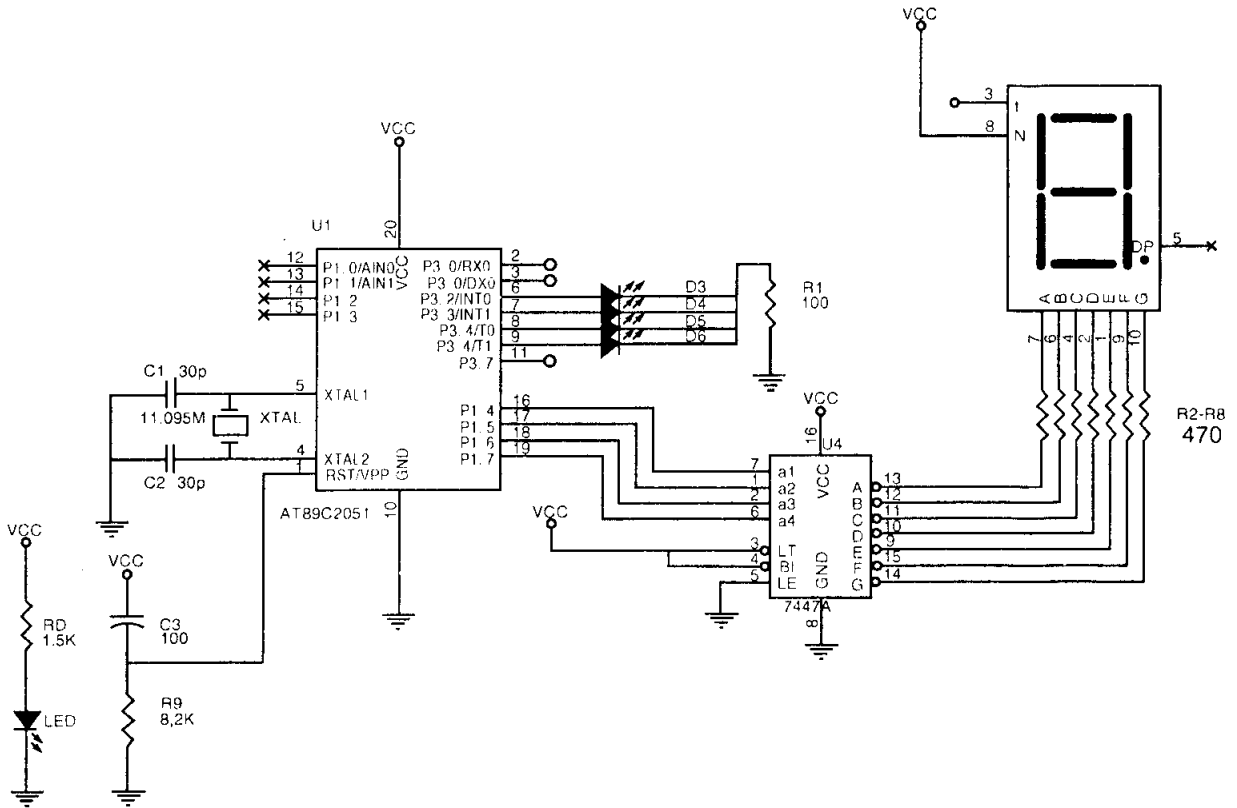 VCC
3
1
8
N
DP
5
A B C D E F G
7 6 4 2 1 9 10
R2-R8
470
VCC
20
U1
VCC
12 P1. 0/AIN0
13 P1. 1/AIN1
14 P1. 2
15 P1. 3
5 XTAL1
4 XTAL2
1 RST/VPP
GND
10
AT89C2051
P3. 0/RX0 2
P3. 0/DX0 3
P3. 2/INT0 6
P3. 3/INT1 7
P3. 4/T0 8
P3. 4/T1 9
P3. 7 11
P1. 4 16
P1. 5 17
P1. 6 18
P1. 7 19
D3
D4
D5
D6
R1
100
C1 30p
11.095M XTAL
C2 30p
VCC
16
U4
VCC
7 a1
1 a2
2 a3
6 a4
VCC
3 LT
4 BI
5 LE
GND
7447A
8
A 13
B 12
C 11
D 10
E 9
F 15
G 14
VCC
RD
1.5K
LED
VCC
C3
100
R9
8,2K